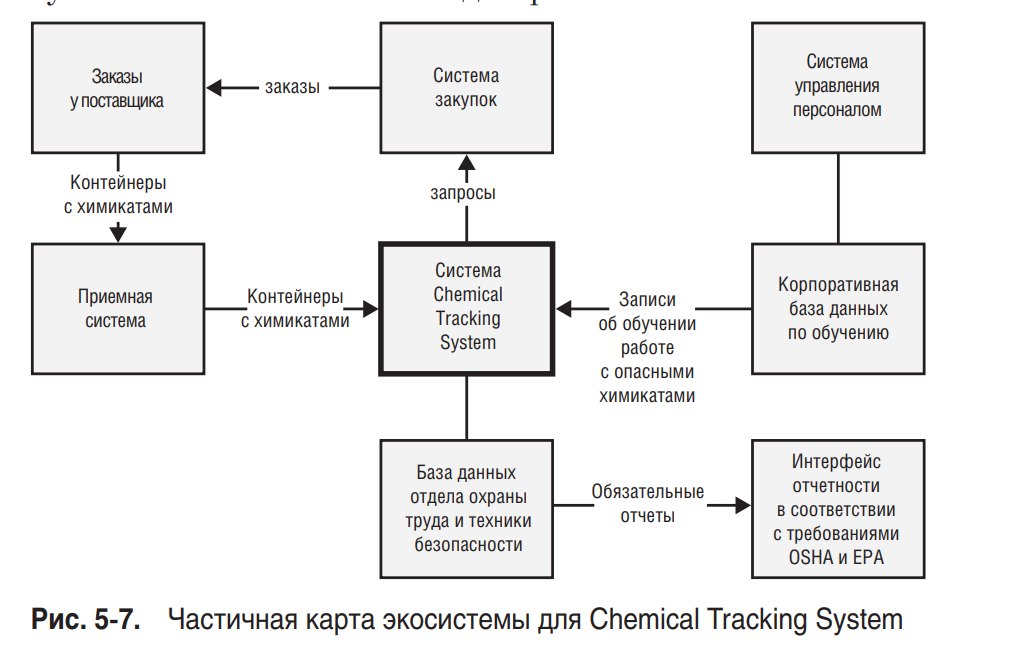 Заказы
у поставщика
заказы
Система
закупок
Система
управления
персоналом
Контейнеры
с химикатами
запросы
Приемная
система
Контейнеры
с химикатами
Система
Chemical
Tracking
System
Записи
об обучении
работе
с опасными
химикатами
Корпоративная
база данных
по обучению
База данных
отдела охраны
труда и техники
безопасности
Обязательные
отчеты
Интерфейс
отчетности
в соответствии
с требованиями
OSHA и EPA
Рис. 5-7. Частичная карта экосистемы для Chemical Tracking System